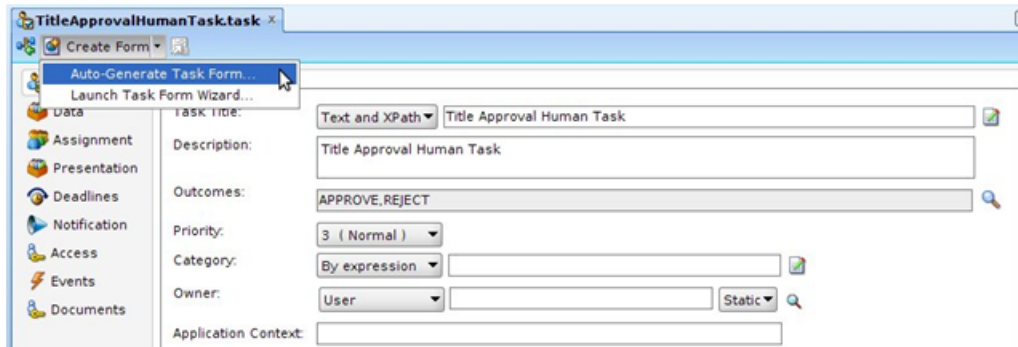 TitleApprovalHumanTask.task
Create Form
Auto-Generate Task Form...
Launch Task Form Wizard...
Data
Task Title: Text and XPath Title Approval Human Task
Assignment
Description: Title Approval Human Task
Presentation
Deadlines
Outcomes: APPROVE,REJECT
Notification
Priority: 3 ( Normal )
Access
Category: By expression
Events
Owner: User Static
Documents
Application Context: